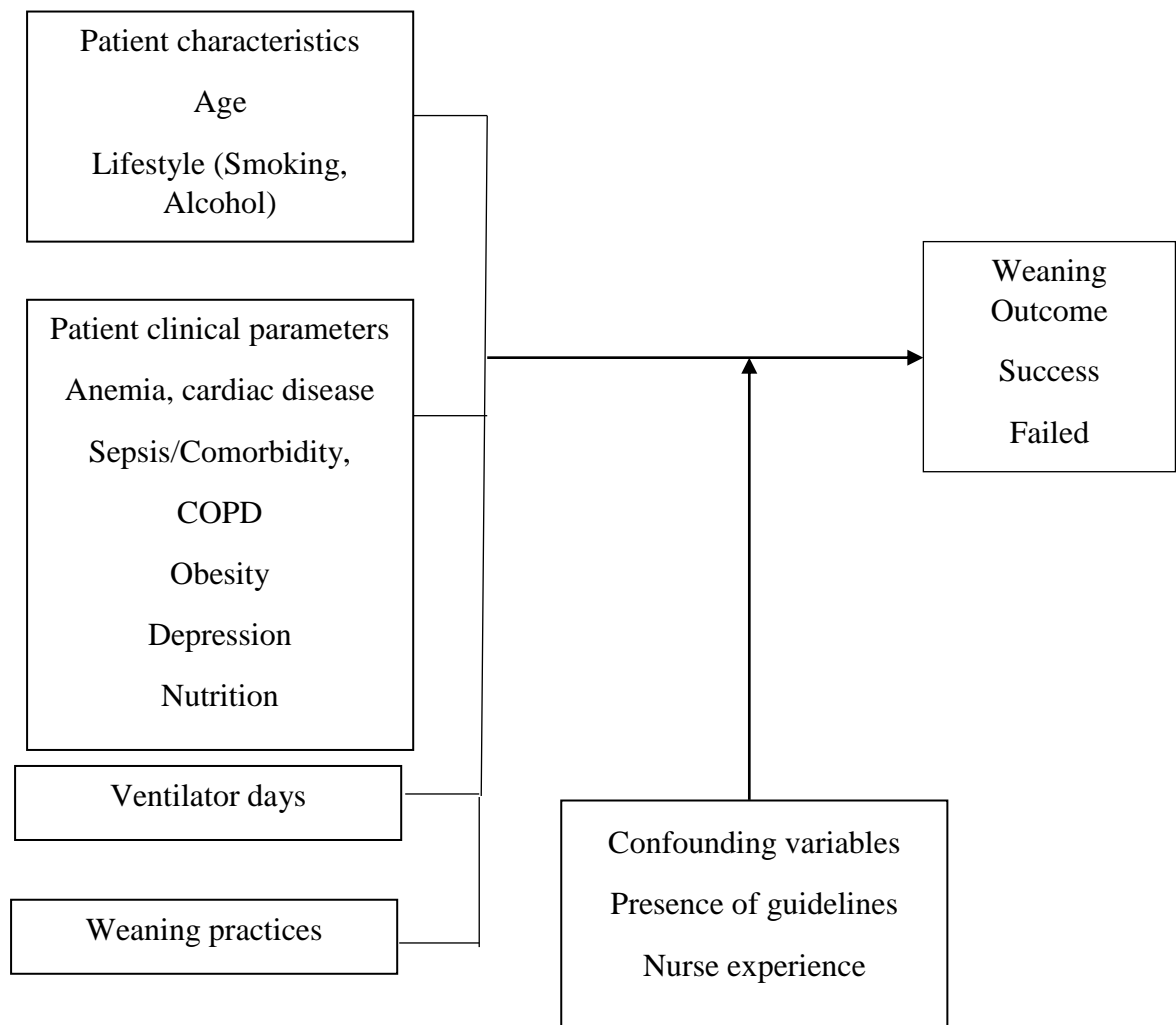 Patient characteristics
Age
Lifestyle (Smoking,
Alcohol)
Patient clinical parameters
Anemia, cardiac disease
Sepsis/Comorbidity,
COPD
Obesity
Depression
Nutrition
Ventilator days
Weaning practices
Weaning
Outcome
Success
Failed
Confounding variables
Presence of guidelines
Nurse experience